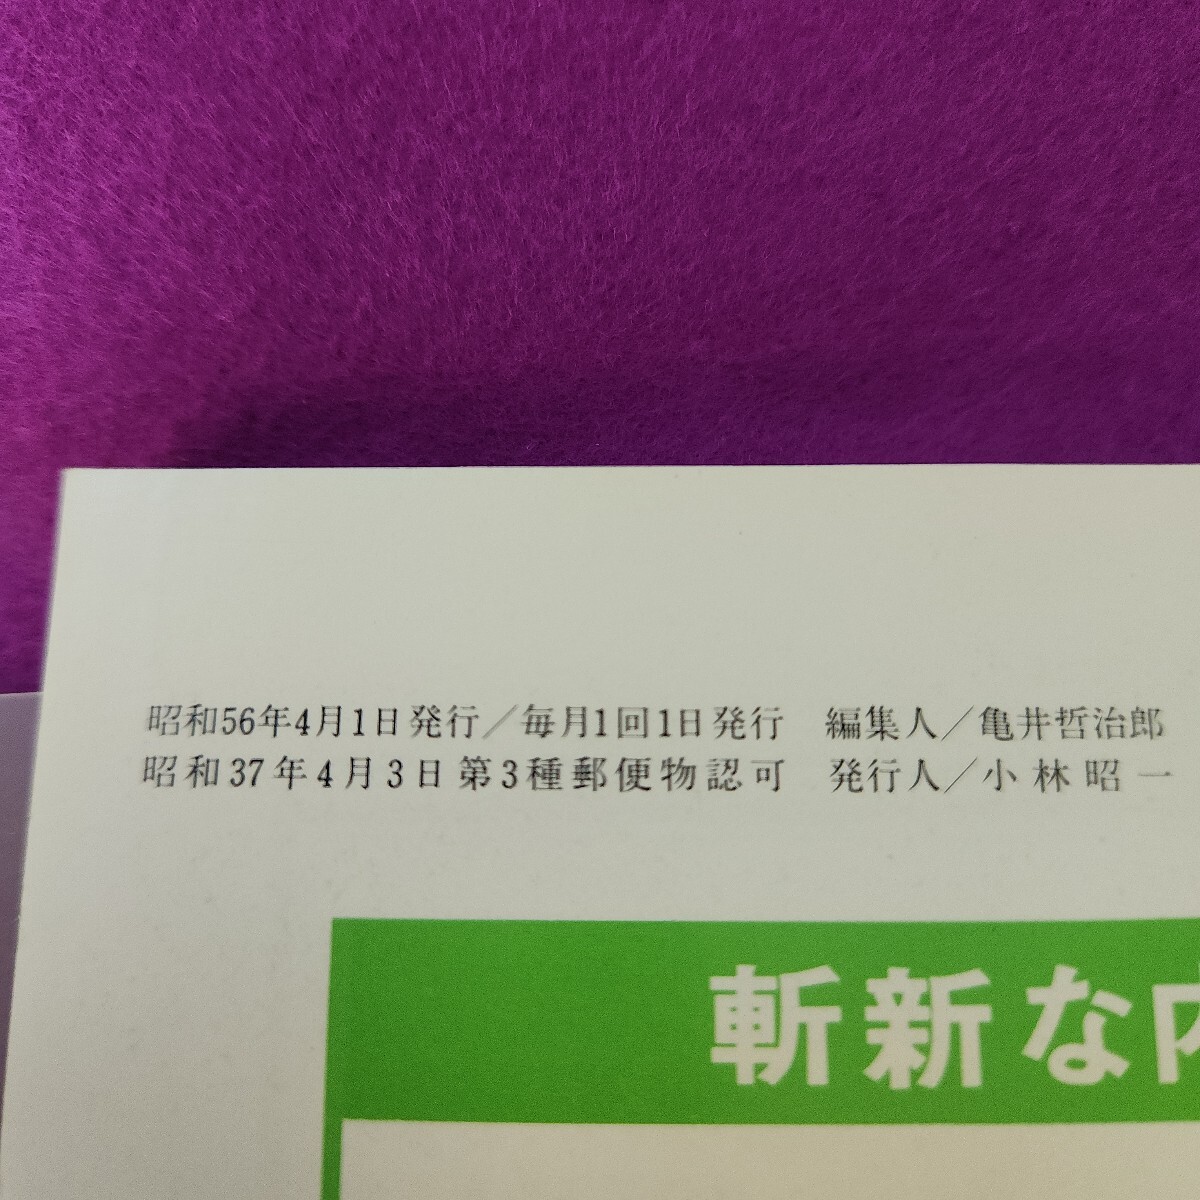 昭和56年4月1日発行／毎月1回1日発行　編集人／亀井哲治郎
昭和37年4月3日第3種郵便物認可　発行人／小林昭一
斬新な内